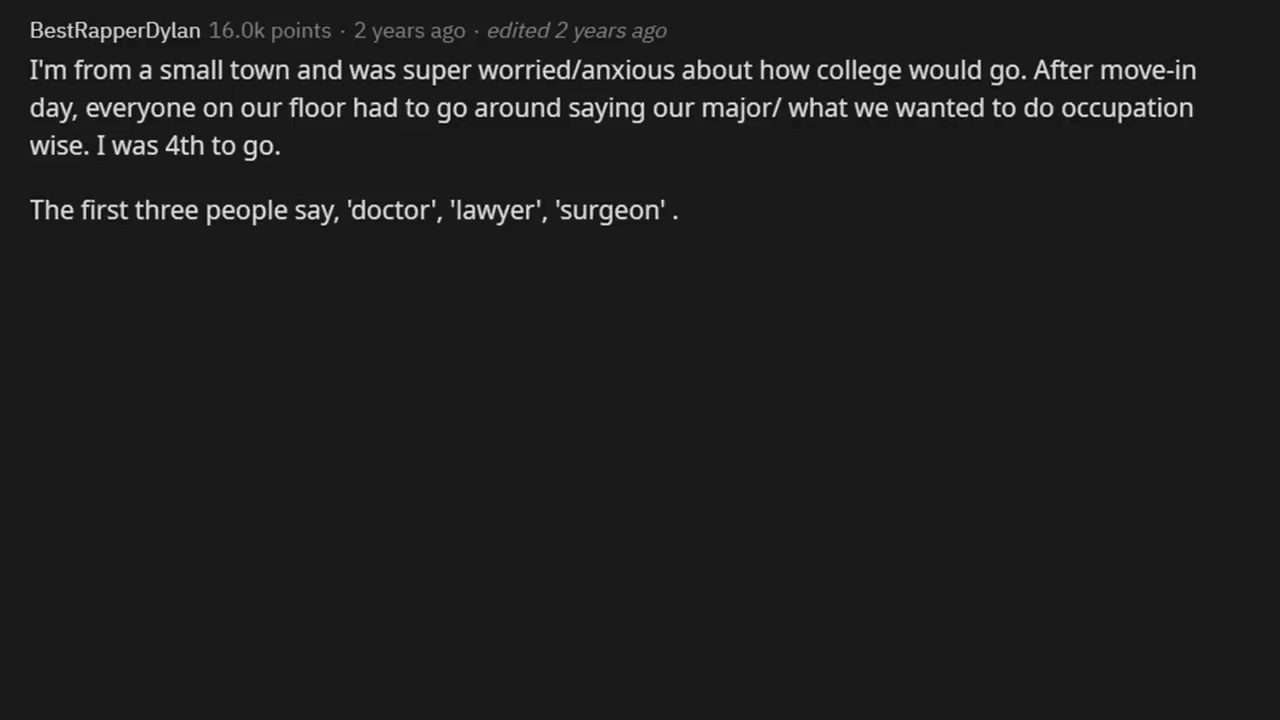 BestRapperDylan 16.0k points · 2 years ago · edited 2 years ago
I'm from a small town and was super worried/anxious about how college would go. After move-in
day, everyone on our floor had to go around saying our major/ what we wanted to do occupation
wise. I was 4th to go.
The first three people say, 'doctor', 'lawyer', 'surgeon' .